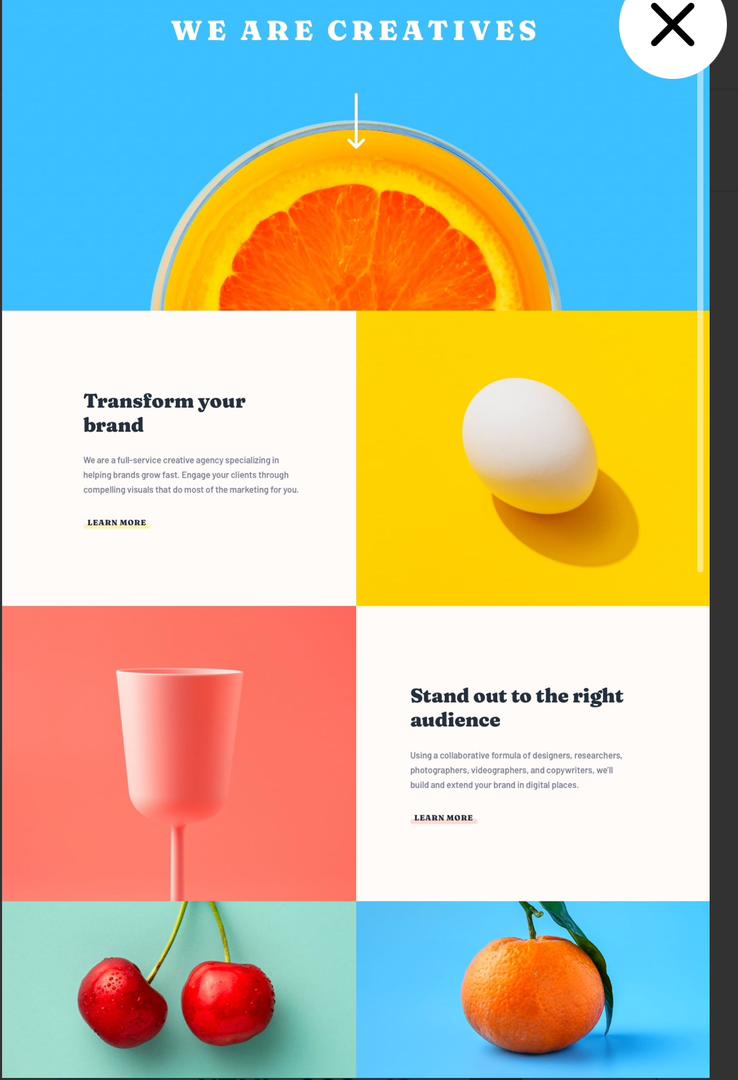 WE ARE CREATIVES
Transform your
brand
We are a full-service creative agency specializing in
helping brands grow fast. Engage your clients through
compelling visuals that do most of the marketing for you.
LEARN MORE
Stand out to the right
audience
Using a collaborative formula of designers, researchers,
photographers, videographers, and copywriters, we'll
build and extend your brand in digital places.
LEARN MORE